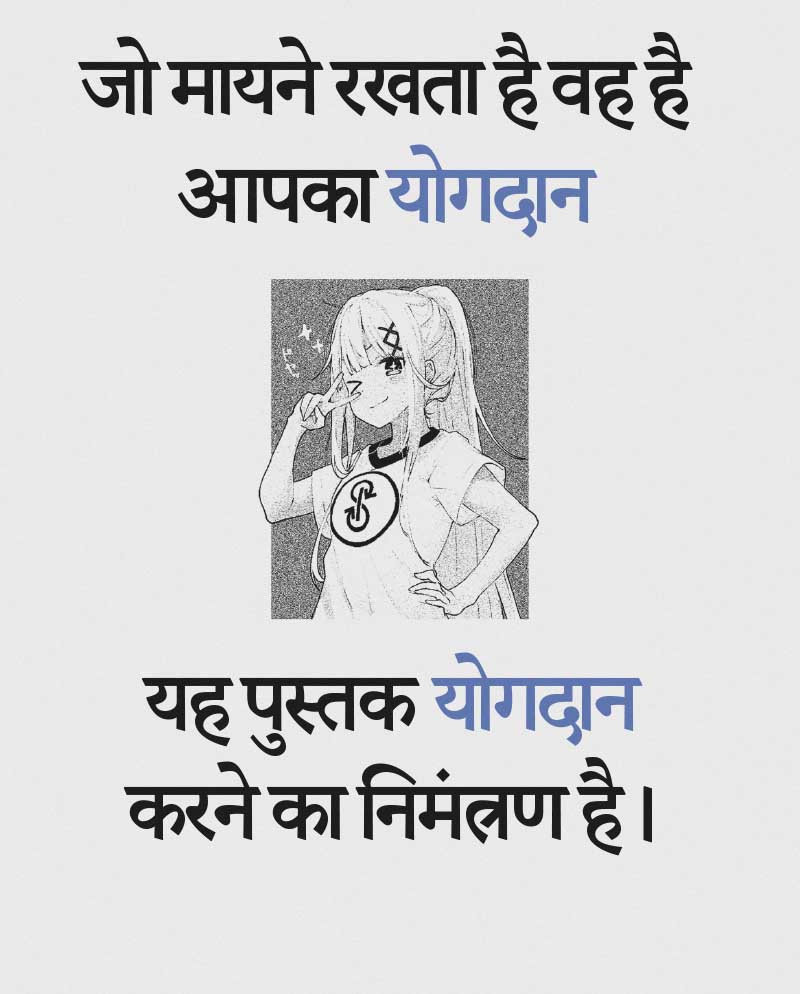 जो मायने रखता है वह है
आपका योगदान
यह पुस्तक योगदान
करने का निमंत्रण है।